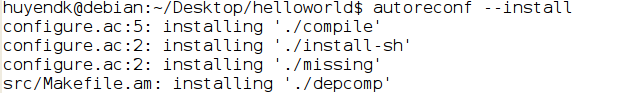 huyendk@debian:~/Desktop/helloworld$ autoreconf --install
configure.ac:5: installing './compile'
configure.ac:2: installing './install-sh'
configure.ac:2: installing './missing'
src/Makefile.am: installing './depcomp'